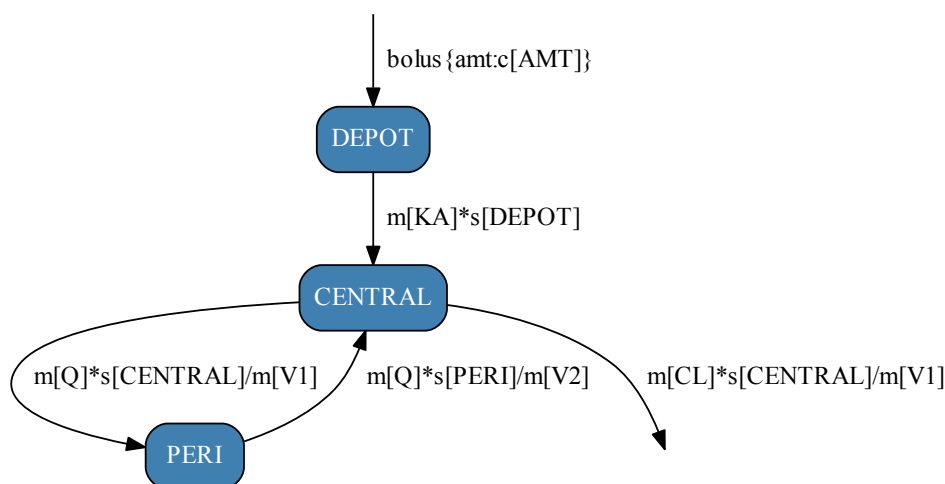 bolus{amt:c[AMT]}
DEPOT
m[KA]*s[DEPOT]
CENTRAL
m[Q]*s[CENTRAL]/m[V1]
m[Q]*s[PERI]/m[V2]
m[CL]*s[CENTRAL]/m[V1]
PERI